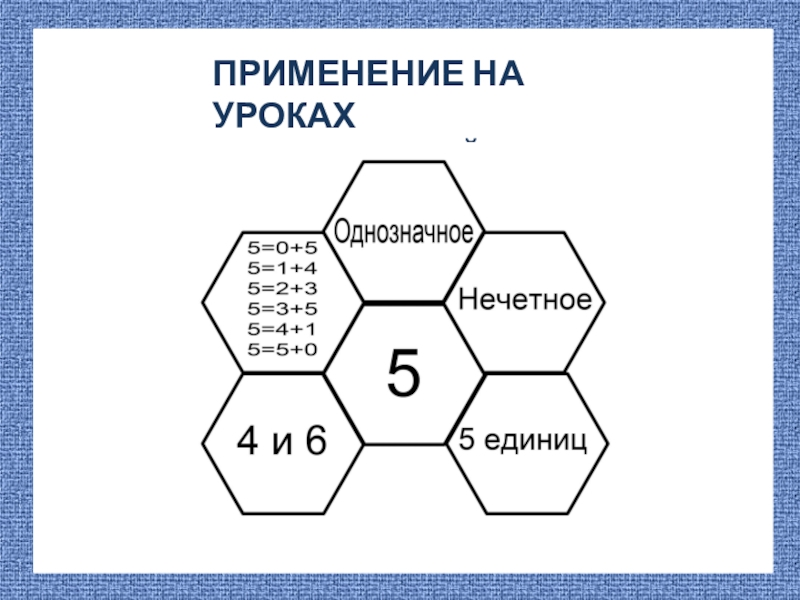 ПРИМЕНЕНИЕ НА
УРОКАХ
Однозначное
5=0+5
5=1+4
5=2+3
5=3+5
5=4+1
5=5+0
Нечетное
5
4 и 6
5 единиц